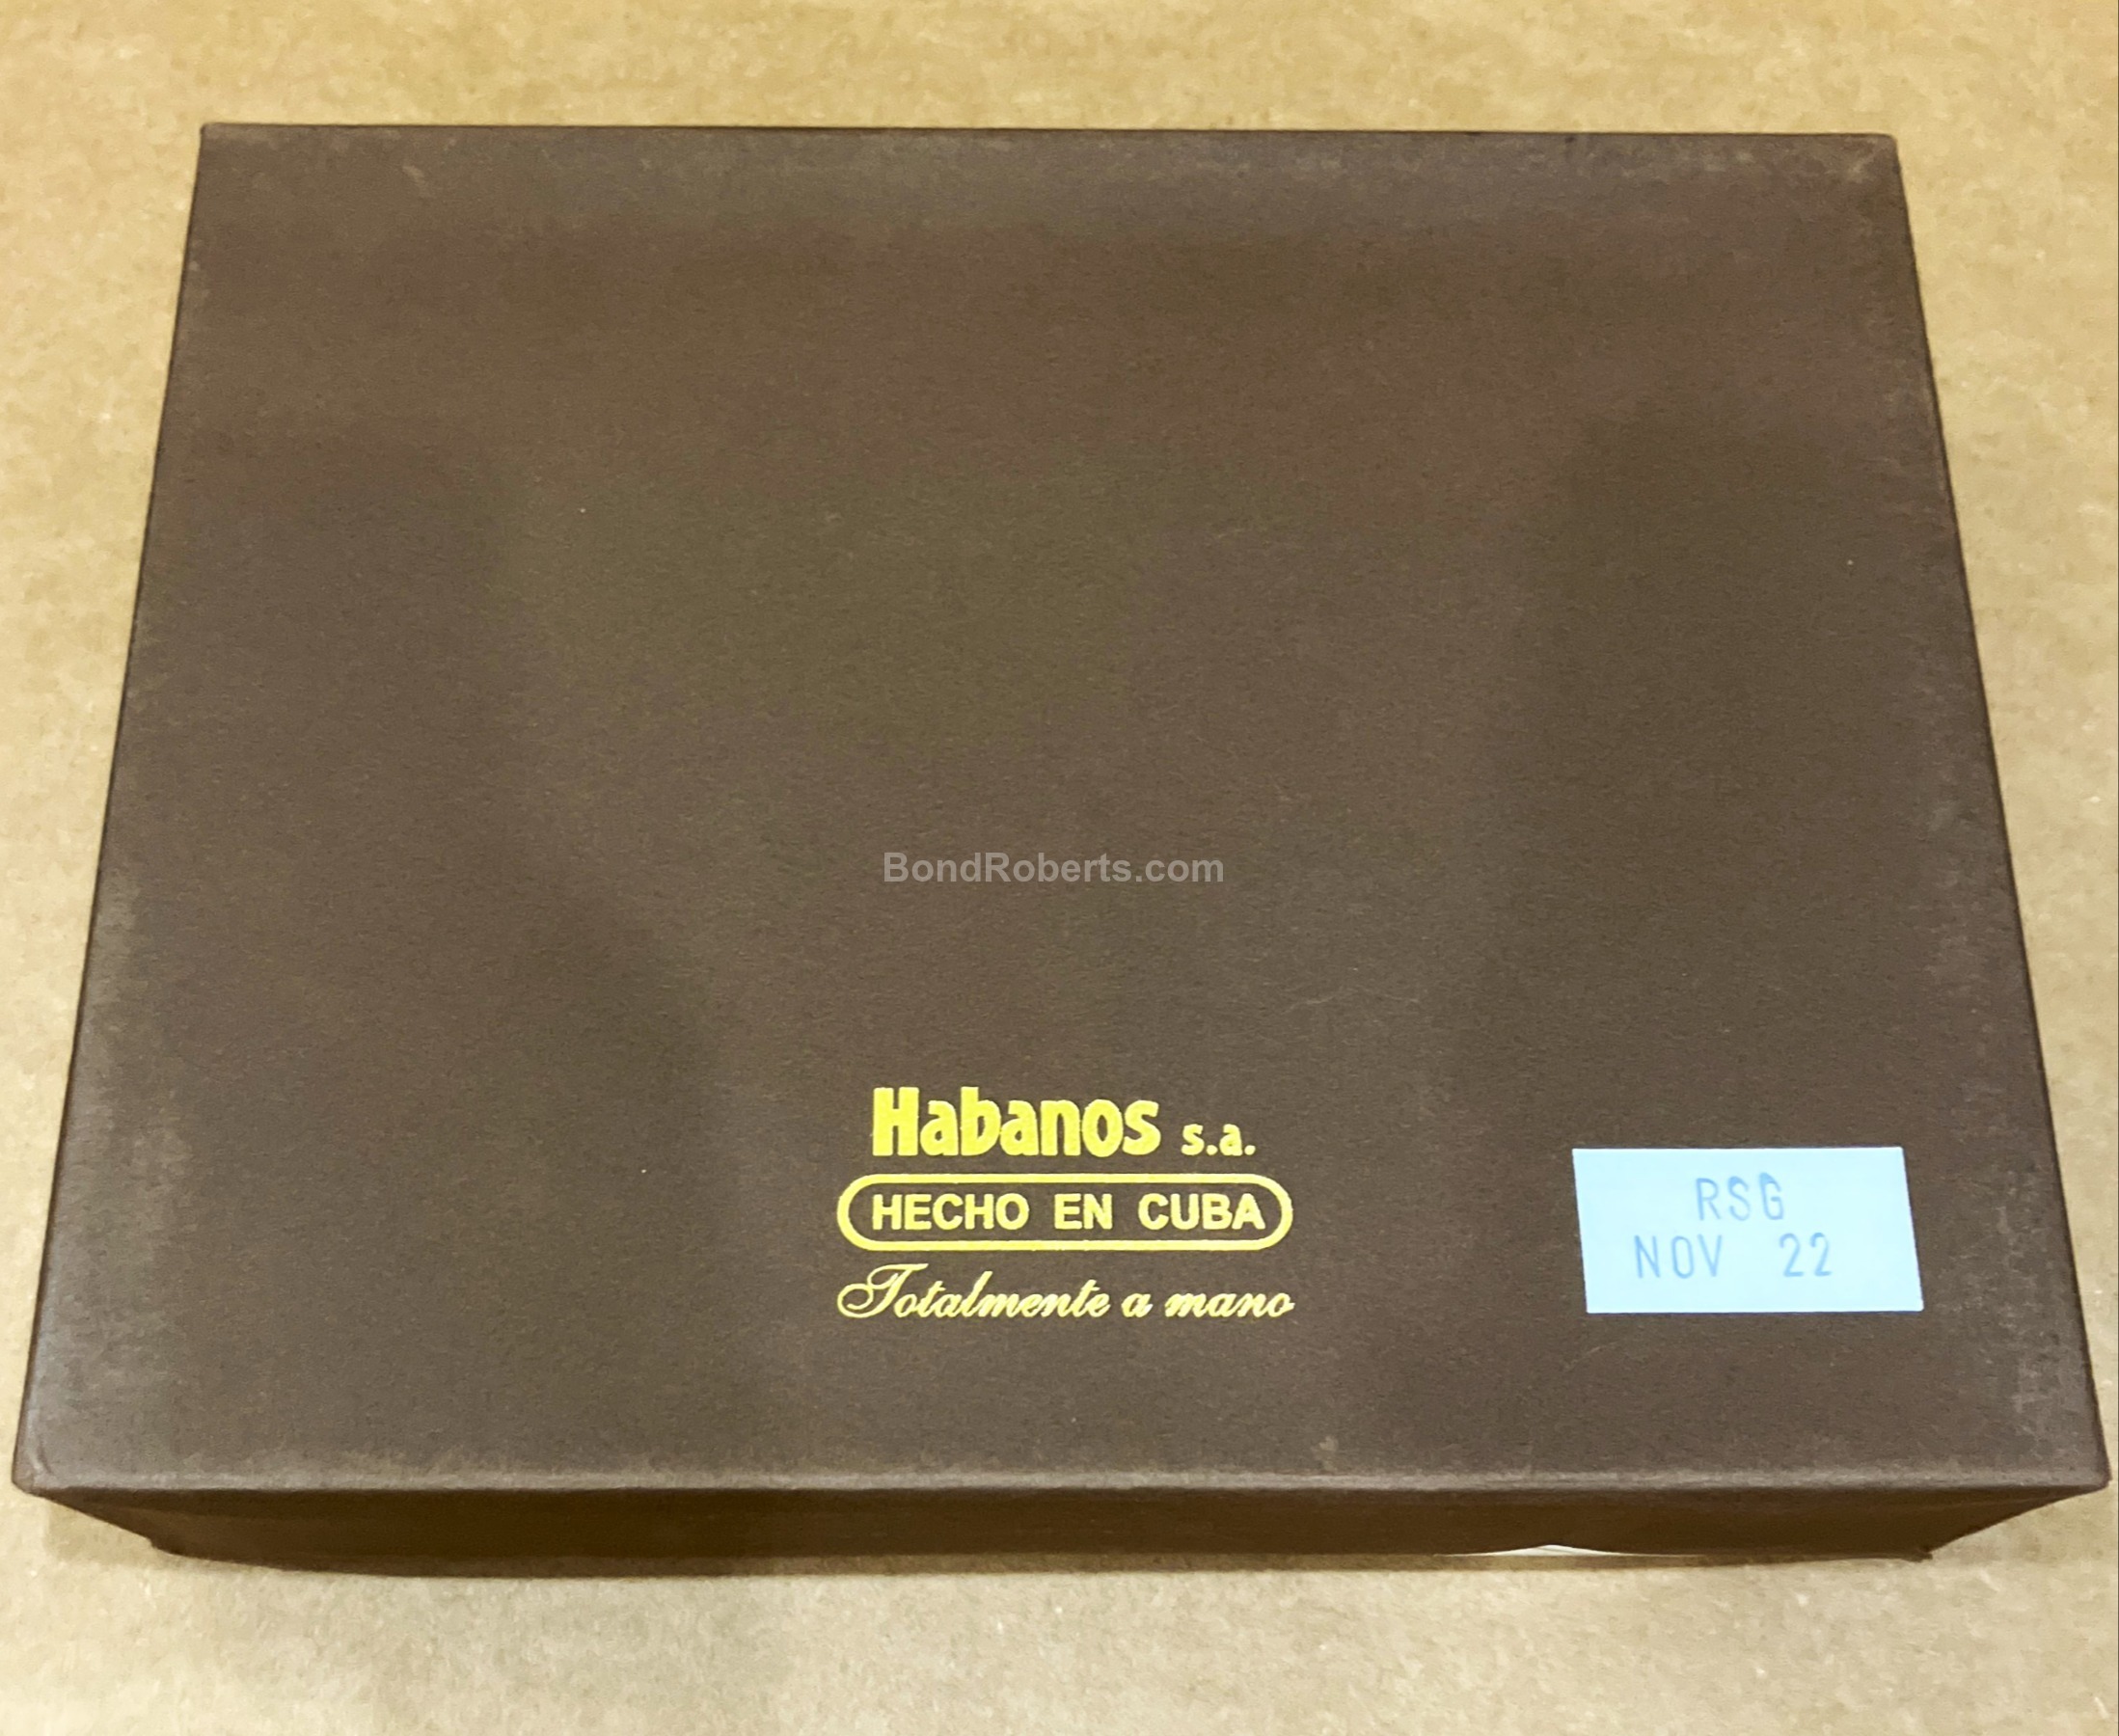 BondRoberts.com
Habanos s.a.
HECHO EN CUBA
Totalmente a mano
RSG
NOV 22